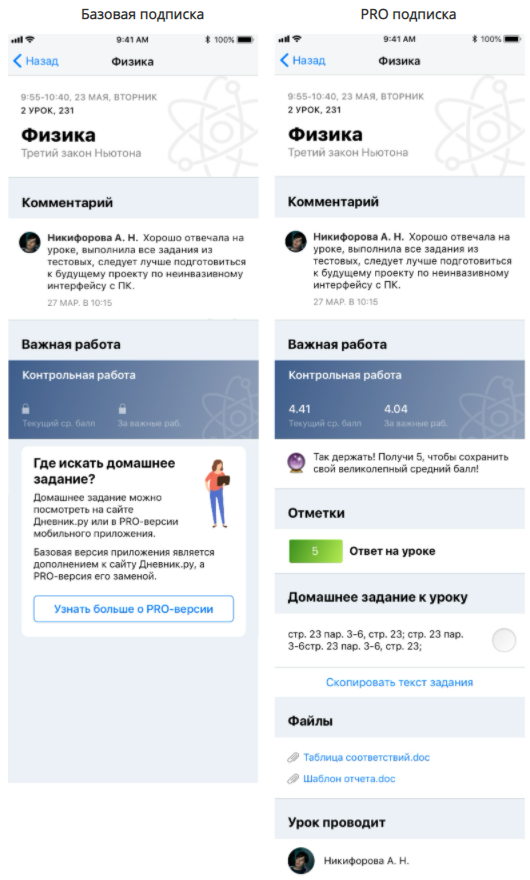 Базовая подписка
9:41 AM
100%
Назад
Физика
9:55-10:40, 23 МАЯ, ВТОРНИК
2 УРОК, 231
Физика
Третий закон Ньютона
Комментарий
Никифорова А. Н. Хорошо отвечала на
уроке, выполнила все задания из
тестовых, следует лучше подготовиться
к будущему проекту по неинвазивному
интерфейсу с ПК.
27 МАР. В 10:15
Важная работа
Контрольная работа
Текущий ср. балл
За важные раб.
Где искать домашнее
задание?
Домашнее задание можно
посмотреть на сайте
Дневник.ру или в PRO-версии
мобильного приложения.
Базовая версия приложения является
дополнением к сайту Дневник.ру, а
PRO-версия его заменой.
Узнать больше о PRO-версии
PRO подписка
9:41 AM
100%
Назад
Физика
9:55-10:40, 23 МАЯ, ВТОРНИК
2 УРОК, 231
Физика
Третий закон Ньютона
Комментарий
Никифорова А. Н. Хорошо отвечала на
уроке, выполнила все задания из
тестовых, следует лучше подготовиться
к будущему проекту по неинвазивному
интерфейсу с ПК.
27 МАР. В 10:15
Важная работа
Контрольная работа
4.41 4.04
Текущий ср. балл За важные раб.
Так держать! Получи 5, чтобы сохранить
свой великолепный средний балл!
Отметки
5 Ответ на уроке
Домашнее задание к уроку
стр. 23 пар. 3-6, стр. 23; стр. 23 пар.
3-6стр. 23 пар. 3-6, стр. 23;
Скопировать текст задания
Файлы
Таблица соответствий.doc
Шаблон отчета.doc
Урок проводит
Никифорова А. Н.